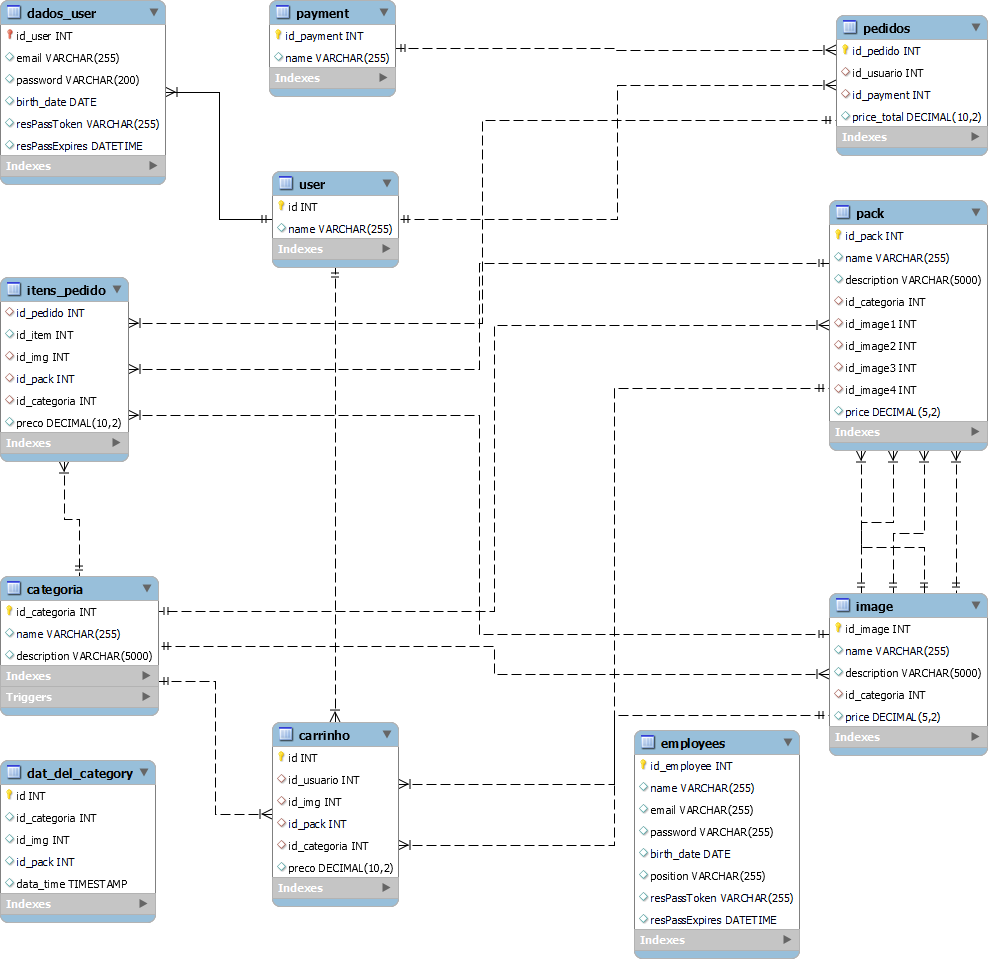 dados_user
id_user INT
email VARCHAR(255)
password VARCHAR(200)
birth_date DATE
resPassToken VARCHAR(255)
resPassExpires DATETIME
Indexes
payment
id_payment INT
name VARCHAR(255)
Indexes
pedidos
id_pedido INT
id_usuario INT
id_payment INT
price_total DECIMAL(10,2)
Indexes
user
id INT
name VARCHAR(255)
Indexes
pack
id_pack INT
name VARCHAR(255)
description VARCHAR(5000)
id_categoria INT
id_image1 INT
id_image2 INT
id_image3 INT
id_image4 INT
price DECIMAL(5,2)
Indexes
itens_pedido
id_pedido INT
id_item INT
id_img INT
id_pack INT
id_categoria INT
preco DECIMAL(10,2)
Indexes
categoria
id_categoria INT
name VARCHAR(255)
description VARCHAR(5000)
Indexes
Triggers
image
id_image INT
name VARCHAR(255)
description VARCHAR(5000)
id_categoria INT
price DECIMAL(5,2)
Indexes
carrinho
id INT
id_usuario INT
id_img INT
id_pack INT
id_categoria INT
preco DECIMAL(10,2)
Indexes
employees
id_employee INT
name VARCHAR(255)
email VARCHAR(255)
password VARCHAR(255)
birth_date DATE
position VARCHAR(255)
resPassToken VARCHAR(255)
resPassExpires DATETIME
Indexes
dat_del_category
id INT
id_categoria INT
id_img INT
id_pack INT
data_time TIMESTAMP
Indexes